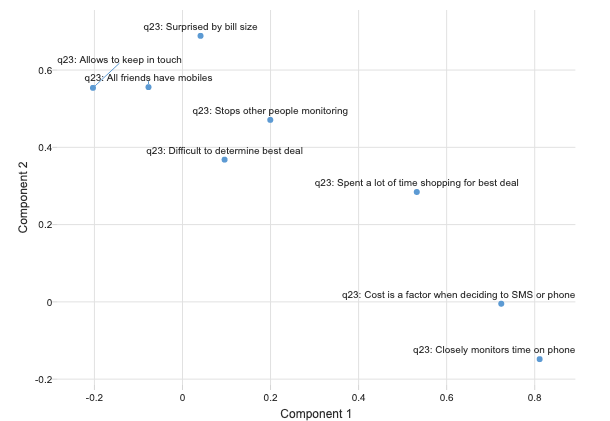 q23: Surprised by bill size
q23: Allows to keep in touch
q23: All friends have mobiles
q23: Stops other people monitoring
q23: Difficult to determine best deal
q23: Spent a lot of time shopping for best deal
q23: Cost is a factor when deciding to SMS or phone
q23: Closely monitors time on phone
Component 2
0.6
0.4
0.2
0
-0.2
-0.2
0
0.2
0.4
0.6
0.8
Component 1